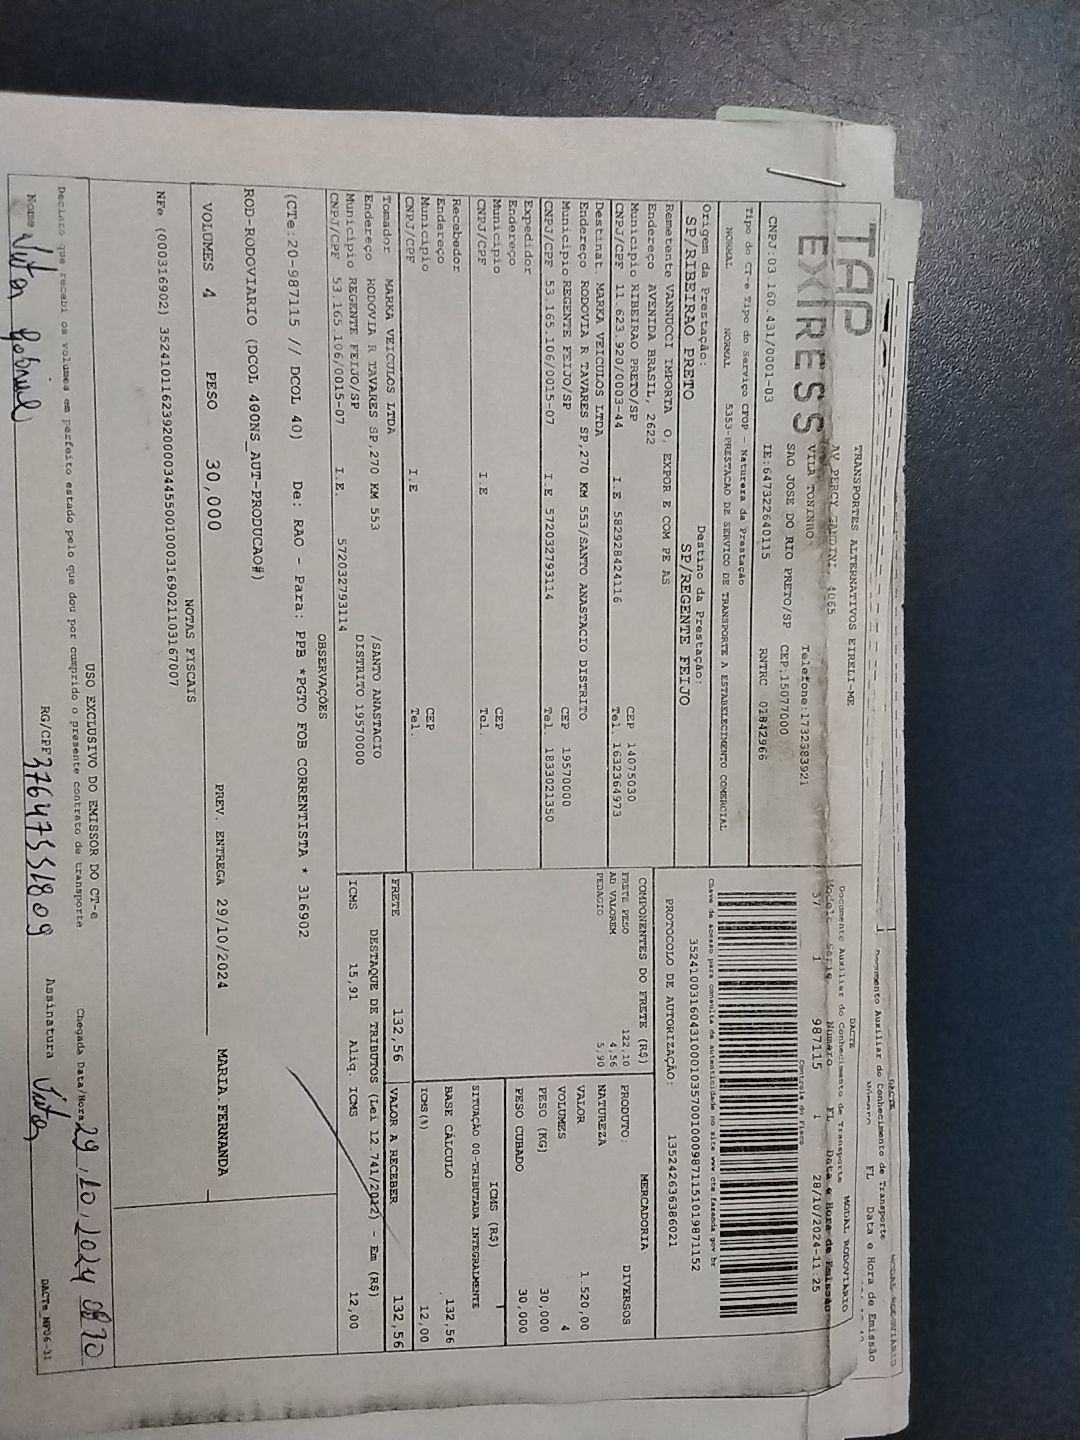 TAP
EXPRESS
TRANSPORTES ALTERNATIVOS EIRELI-ME
AV PERCY GANDINI, 4065
VILA TONINHO
Telefone:1732383921
SAO JOSE DO RIO PRETO/SP CEP.15077000
CNPJ:03.160.431/0001-03 IE:647322640115 RNTRC 01842966
Documento Auxiliar do Conhecimento de Transporte
DACTE MODAL RODOVIARIO
Documento Auxiliar do Conhecimento de Transporte
Modelo Série Número FL Data e Hora de Emissão
57 1 987115 1 28/10/2024-11:25
Controle do Fisco
Chave de acesso para consulta de autenticidade no site www cte fazenda gov br
35241003160431000103570010009871151019871152
PROTOCOLO DE AUTORIZAÇÃO: 135242636386021
Tipo do CT-e Tipo do Serviço CFOP - Natureza da Prestação
NORMAL NORMAL 5353-PRESTACAO DE SERVICO DE TRANSPORTE A ESTABELECIMENTO COMERCIAL
Origem da Prestação: Destino da Prestação:
SP/RIBEIRAO PRETO SP/REGENTE FEIJO
Remetente VANNUCCI IMPORTA O, EXPOR E COM PE AS
Endereço AVENIDA BRASIL, 2622
Município RIBEIRAO PRETO/SP CEP 14075030
CNPJ/CPF 11.623.920/0003-44 I.E 582928424116 Tel. 1632364973
Destinat. MARKA VEICULOS LTDA
Endereço RODOVIA R TAVARES SP,270 KM 553/SANTO ANASTACIO DISTRITO
Município REGENTE FEIJO/SP CEP 19570000
CNPJ/CPF 53.165.106/0015-07 I.E 572032793114 Tel. 1833021350
Expedidor
Endereço
Município CEP
CNPJ/CPF I.E Tel.
Recebedor
Endereço
Município CEP
CNPJ/CPF I.E Tel.
Tomador MARKA VEICULOS LTDA
Endereço RODOVIA R TAVARES SP,270 KM 553 /SANTO ANASTACIO
Município REGENTE FEIJO/SP DISTRITO 19570000
CNPJ/CPF 53.165.106/0015-07 I.E. 572032793114
COMPONENTES DO FRETE (R$)
FRETE PESO 122,10
AD VALOREM 4,56
PEDAGIO 5,90
MERCADORIA
PRODUTO: DIVERSOS
NATUREZA
VALOR 1.520,00
VOLUMES 4
PESO (KG) 30,000
PESO CUBADO 30,000
ICMS (R$)
SITUAÇÃO 00-TRIBUTADA INTEGRALMENTE
BASE CÁLCULO 132,56
ICMS(%) 12,00
FRETE 132,56 VALOR A RECEBER 132,56
DESTAQUE DE TRIBUTOS (Lei 12.741/2012) - Em (R$)
ICMS 15,91 Aliq. ICMS 12,00
OBSERVAÇÕES
(CTe:20-987115 // DCOL 40) De: RAO - Para: PPB *PGTO FOB CORRENTISTA * 316902
ROD-RODOVIARIO (DCOL 40ONS_AUT-PRODUCAO#)
VOLUMES 4 PESO 30,000 PREV. ENTREGA 29/10/2024 MARIA FERNANDA
NOTAS FISCAIS
NFe (000316902) 35241011623920000344550010003169021103167007
USO EXCLUSIVO DO EMISSOR DO CT-e
Declaro que recebi os volumes em perfeito estado pelo que dou por cumprido o presente contrato de transporte. Chegada Data/Hora 29.10.2024 08 10
Nome Vitor Gabriel RG/CPF 37647551809 Assinatura Vitor
DACTe_NF06-11